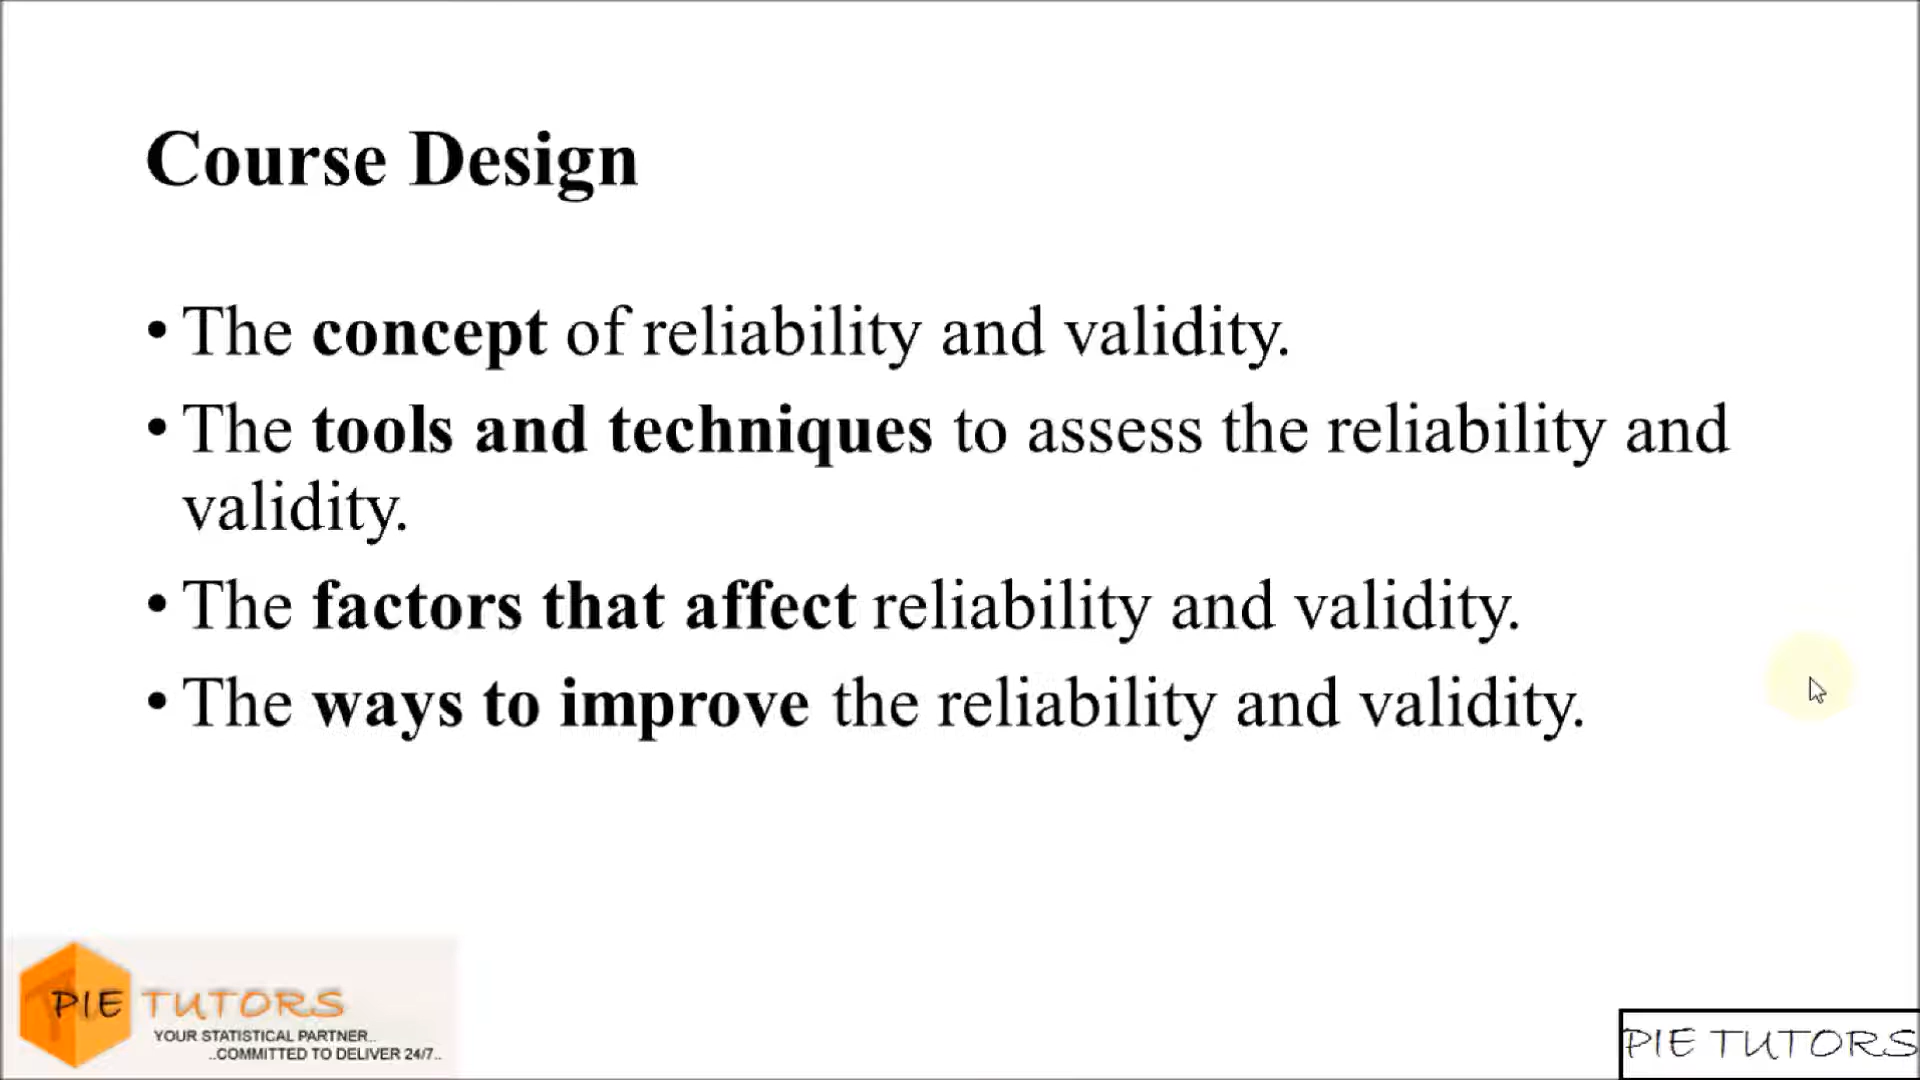 Course Design
• The concept of reliability and validity.
• The tools and techniques to assess the reliability and
validity.
• The factors that affect reliability and validity.
• The ways to improve the reliability and validity.
PIE TUTORS
YOUR STATISTICAL PARTNER..
..COMMITTED TO DELIVER 24/7..
PIE TUTORS